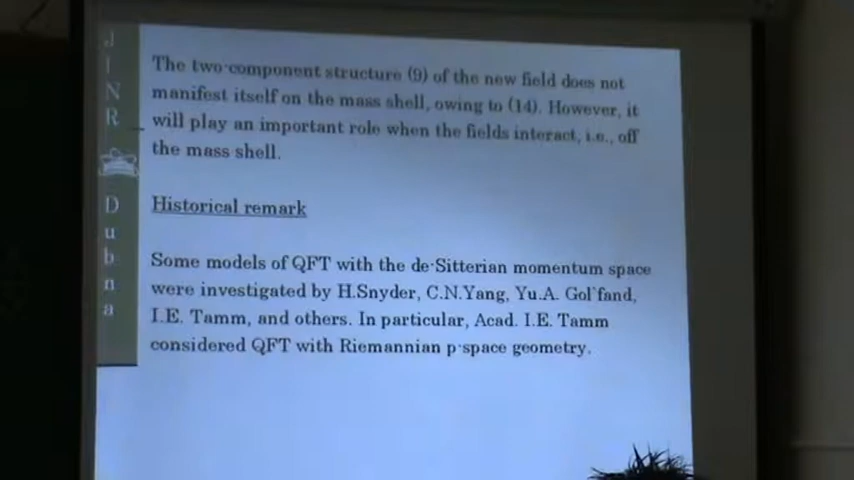 JINR
Dubna
The two-component structure (9) of the new field does not
manifest itself on the mass shell, owing to (14). However, it
will play an important role when the fields interact, i.e., off
the mass shell.
Historical remark
Some models of QFT with the de-Sitterian momentum space
were investigated by H.Snyder, C.N.Yang, Yu.A. Gol`fand,
I.E. Tamm, and others. In particular, Acad. I.E. Tamm
considered QFT with Riemannian p-space geometry.